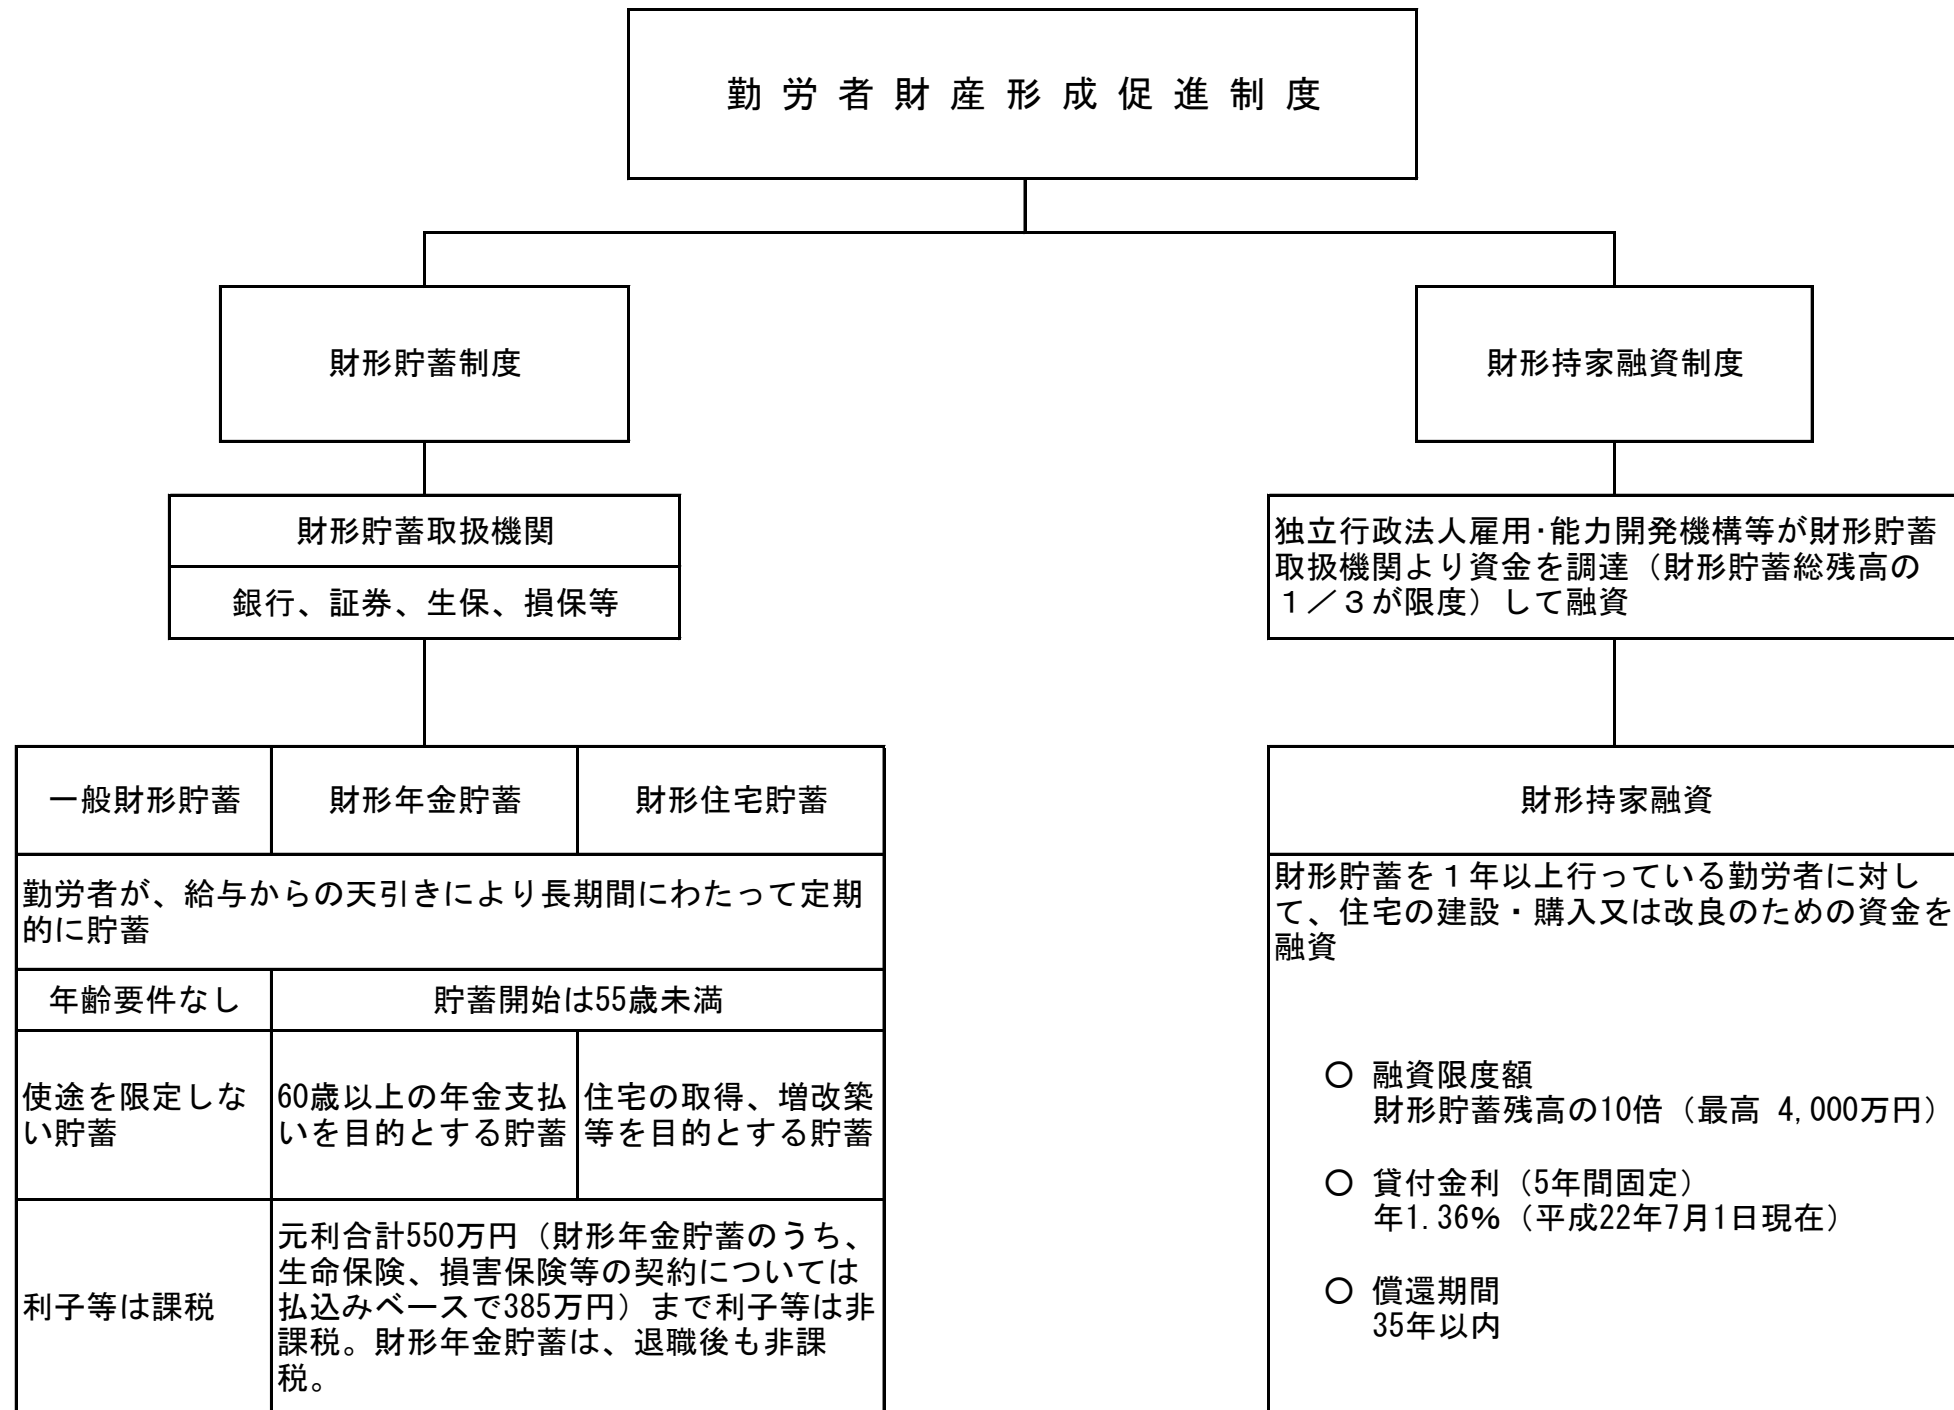 勤労者財産形成促進制度
財形貯蓄制度
財形貯蓄取扱機関
銀行、証券、生保、損保等
一般財形貯蓄
財形年金貯蓄
財形住宅貯蓄
勤労者が、給与からの天引きにより長期間にわたって定期
的に貯蓄
年齢要件なし
貯蓄開始は55歳未満
使途を限定しな
い貯蓄
60歳以上の年金支払
いを目的とする貯蓄
住宅の取得、増改築
等を目的とする貯蓄
利子等は課税
元利合計550万円（財形年金貯蓄のうち、
生命保険、損害保険等の契約については
払込みベースで385万円）まで利子等は非
課税。財形年金貯蓄は、退職後も非課
税。
財形持家融資制度
独立行政法人雇用･能力開発機構等が財形貯蓄
取扱機関より資金を調達（財形貯蓄総残高の
１／３が限度）して融資
財形持家融資
財形貯蓄を１年以上行っている勤労者に対し
て、住宅の建設・購入又は改良のための資金を
融資
○ 融資限度額
財形貯蓄残高の10倍（最高 4,000万円）
○ 貸付金利（5年間固定）
年1.36%（平成22年7月1日現在）
○ 償還期間
35年以内